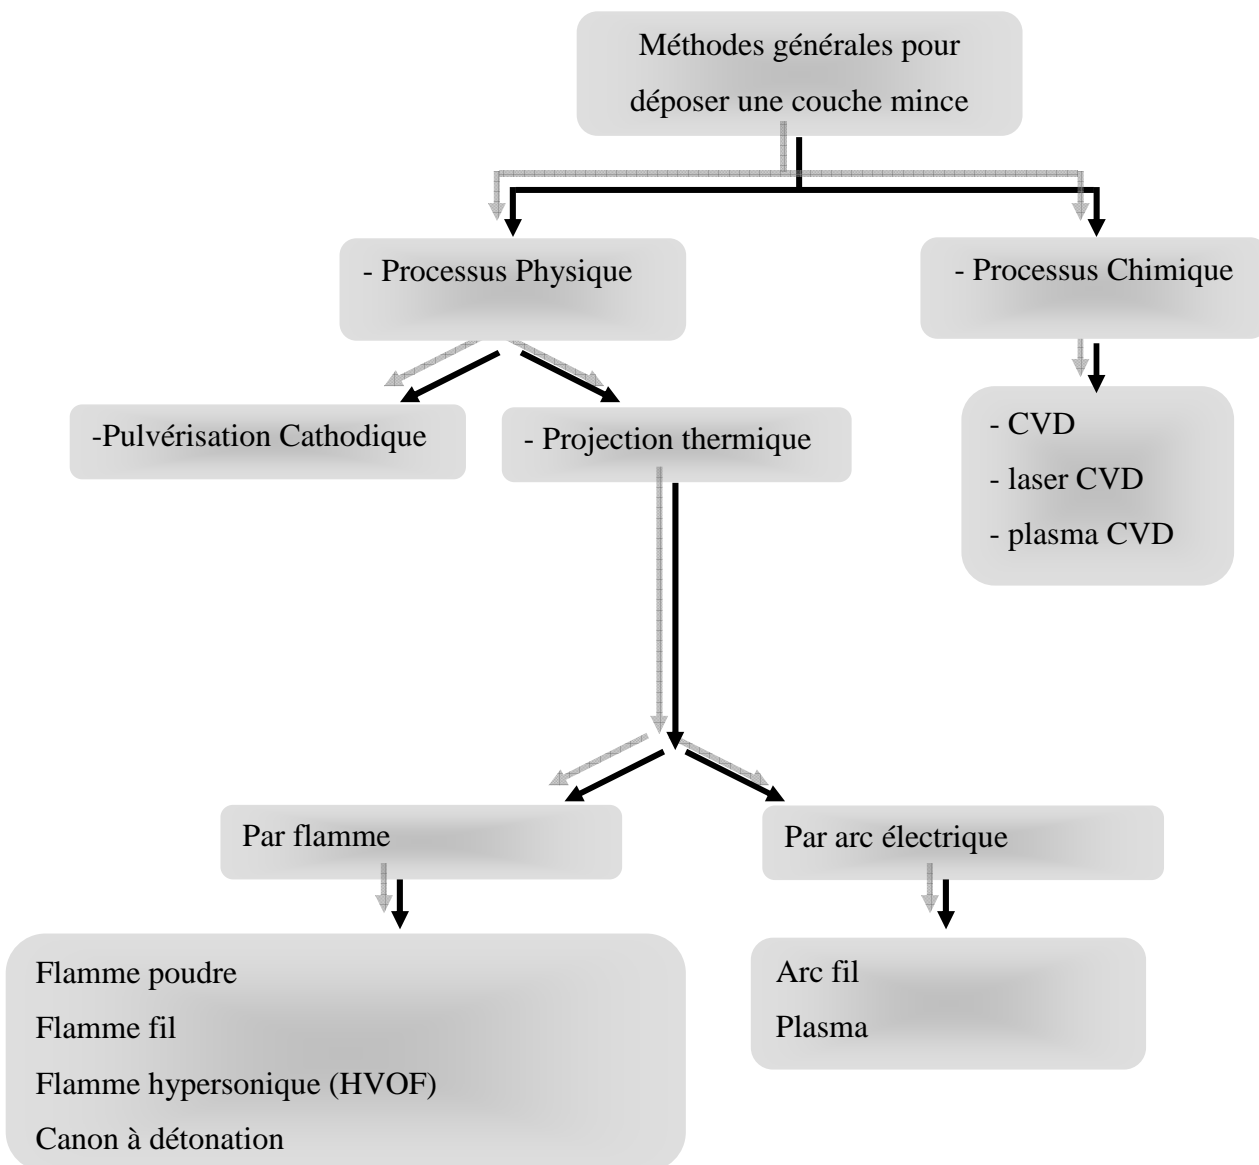 Méthodes générales pour
déposer une couche mince
- Processus Physique
- Processus Chimique
-Pulvérisation Cathodique
- Projection thermique
- CVD
- laser CVD
- plasma CVD
Par flamme
Par arc électrique
Flamme poudre
Flamme fil
Flamme hypersonique (HVOF)
Canon à détonation
Arc fil
Plasma